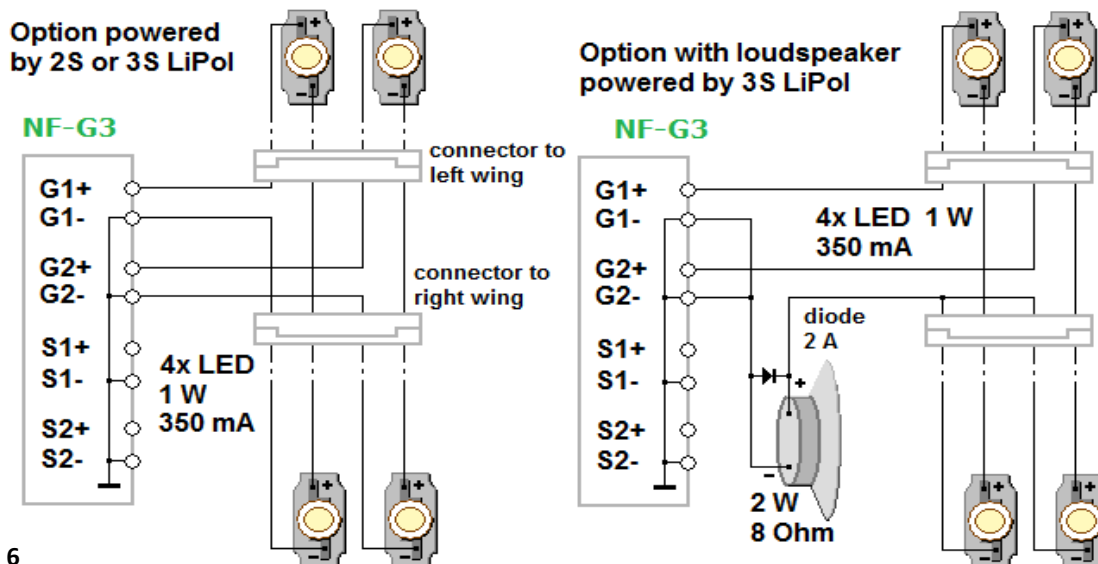 Option powered
by 2S or 3S LiPol
+
+
−
−
NF-G3
connector to
left wing
G1+
G1-
G2+
G2-
connector to
right wing
S1+
S1-
S2+
S2-
4x LED
1 W
350 mA
+
+
−
−
Option with loudspeaker
powered by 3S LiPol
+
+
−
−
NF-G3
G1+
G1-
4x LED 1 W
350 mA
G2+
G2-
diode
2 A
S1+
S1-
S2+
S2-
+
−
2 W
8 Ohm
+
+
−
−
6